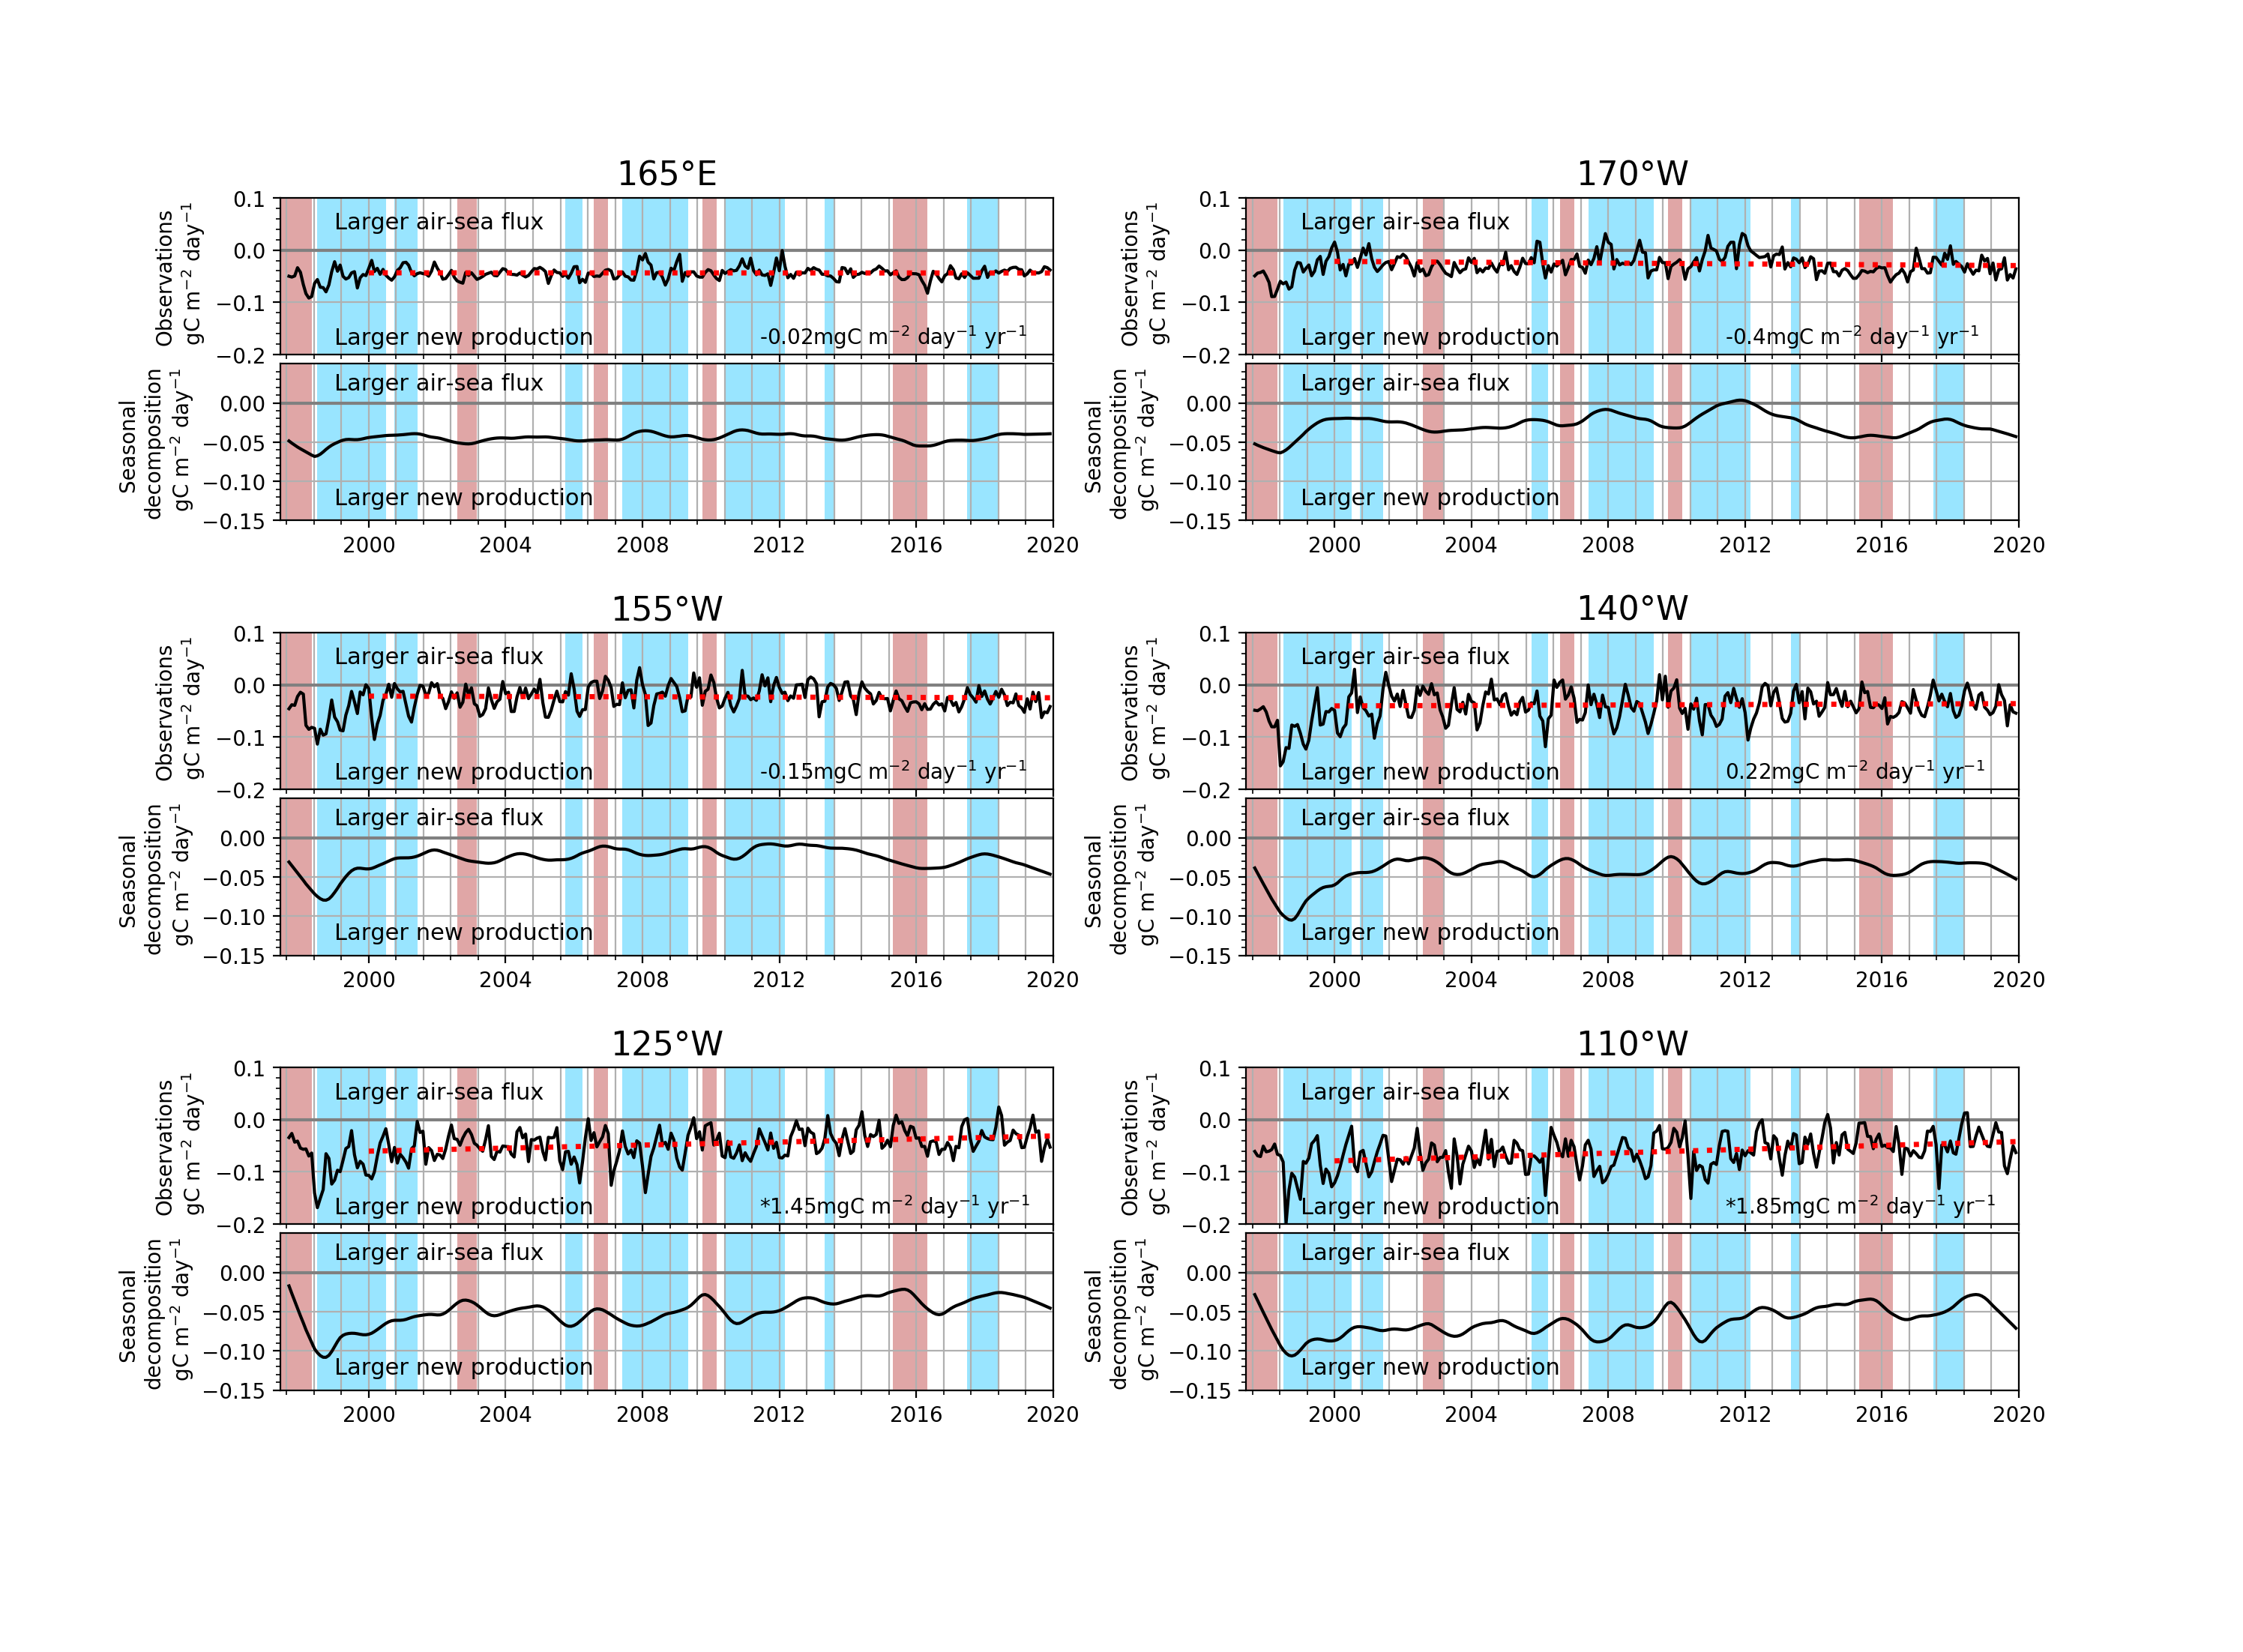 165°E
Observations
gC m⁻² day⁻¹
0.1
0.0
−0.1
−0.2
Larger air-sea flux
Larger new production
-0.02mgC m⁻² day⁻¹ yr⁻¹
Seasonal
decomposition
gC m⁻² day⁻¹
0.00
−0.05
−0.10
−0.15
Larger air-sea flux
Larger new production
2000 2004 2008 2012 2016 2020
170°W
Observations
gC m⁻² day⁻¹
0.1
0.0
−0.1
−0.2
Larger air-sea flux
Larger new production
-0.4mgC m⁻² day⁻¹ yr⁻¹
Seasonal
decomposition
gC m⁻² day⁻¹
0.00
−0.05
−0.10
−0.15
Larger air-sea flux
Larger new production
2000 2004 2008 2012 2016 2020
155°W
Observations
gC m⁻² day⁻¹
0.1
0.0
−0.1
−0.2
Larger air-sea flux
Larger new production
-0.15mgC m⁻² day⁻¹ yr⁻¹
Seasonal
decomposition
gC m⁻² day⁻¹
0.00
−0.05
−0.10
−0.15
Larger air-sea flux
Larger new production
2000 2004 2008 2012 2016 2020
140°W
Observations
gC m⁻² day⁻¹
0.1
0.0
−0.1
−0.2
Larger air-sea flux
Larger new production
0.22mgC m⁻² day⁻¹ yr⁻¹
Seasonal
decomposition
gC m⁻² day⁻¹
0.00
−0.05
−0.10
−0.15
Larger air-sea flux
Larger new production
2000 2004 2008 2012 2016 2020
125°W
Observations
gC m⁻² day⁻¹
0.1
0.0
−0.1
−0.2
Larger air-sea flux
Larger new production
*1.45mgC m⁻² day⁻¹ yr⁻¹
Seasonal
decomposition
gC m⁻² day⁻¹
0.00
−0.05
−0.10
−0.15
Larger air-sea flux
Larger new production
2000 2004 2008 2012 2016 2020
110°W
Observations
gC m⁻² day⁻¹
0.1
0.0
−0.1
−0.2
Larger air-sea flux
Larger new production
*1.85mgC m⁻² day⁻¹ yr⁻¹
Seasonal
decomposition
gC m⁻² day⁻¹
0.00
−0.05
−0.10
−0.15
Larger air-sea flux
Larger new production
2000 2004 2008 2012 2016 2020